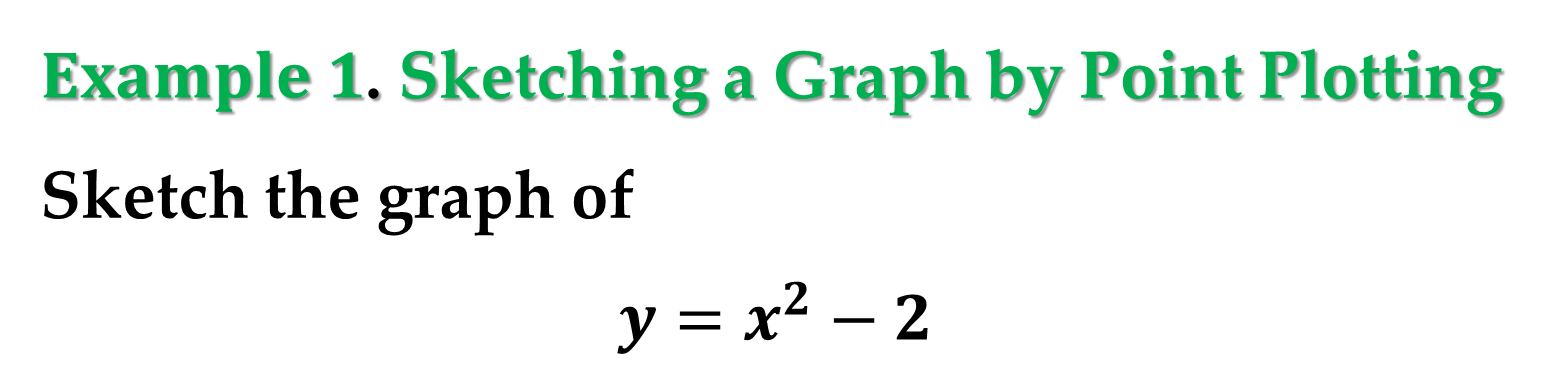 Example 1. Sketching a Graph by Point Plotting
Sketch the graph of
y = x² − 2